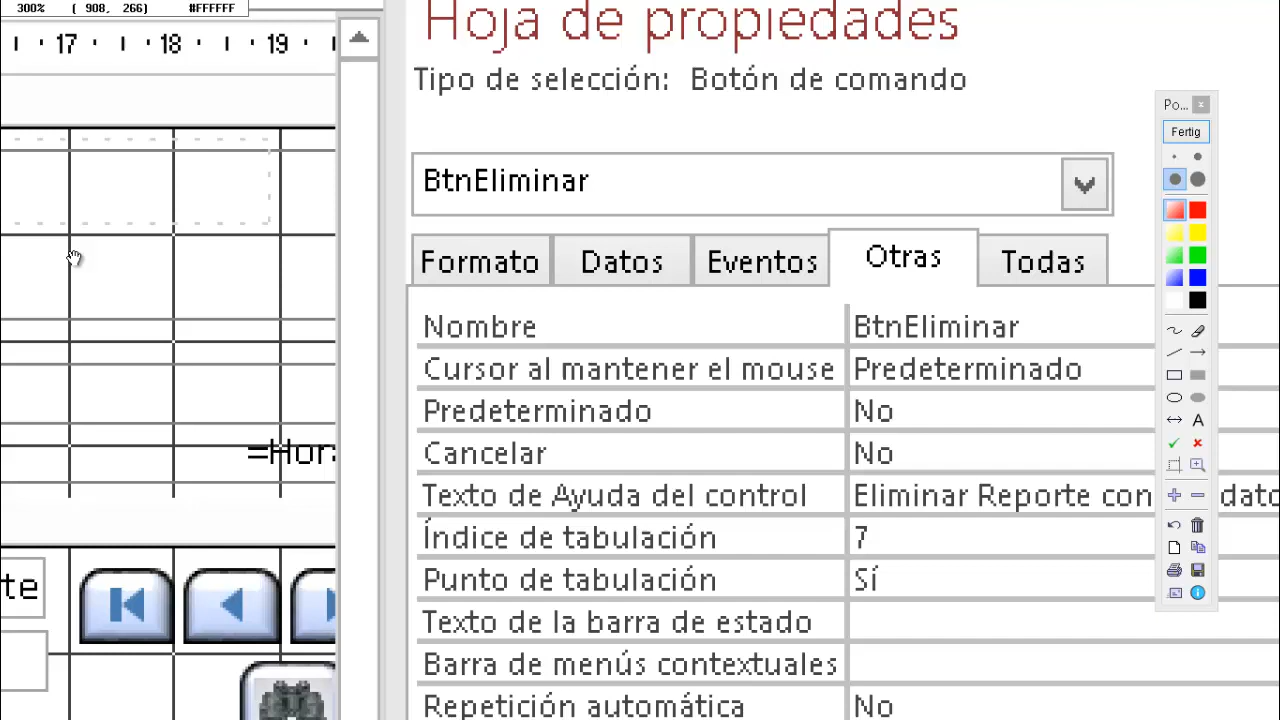 300% ( 908, 266) #FFFFFF
17 18 19
Hoja de propiedades
Tipo de selección: Botón de comando
BtnEliminar
Formato Datos Eventos Otras Todas
Nombre BtnEliminar
Cursor al mantener el mouse Predeterminado
Predeterminado No
Cancelar No
=Hor
Texto de Ayuda del control Eliminar Reporte con
Índice de tabulación 7
Punto de tabulación Sí
te
Texto de la barra de estado
Barra de menús contextuales
Repetición automática No
Po...
Fertig
A